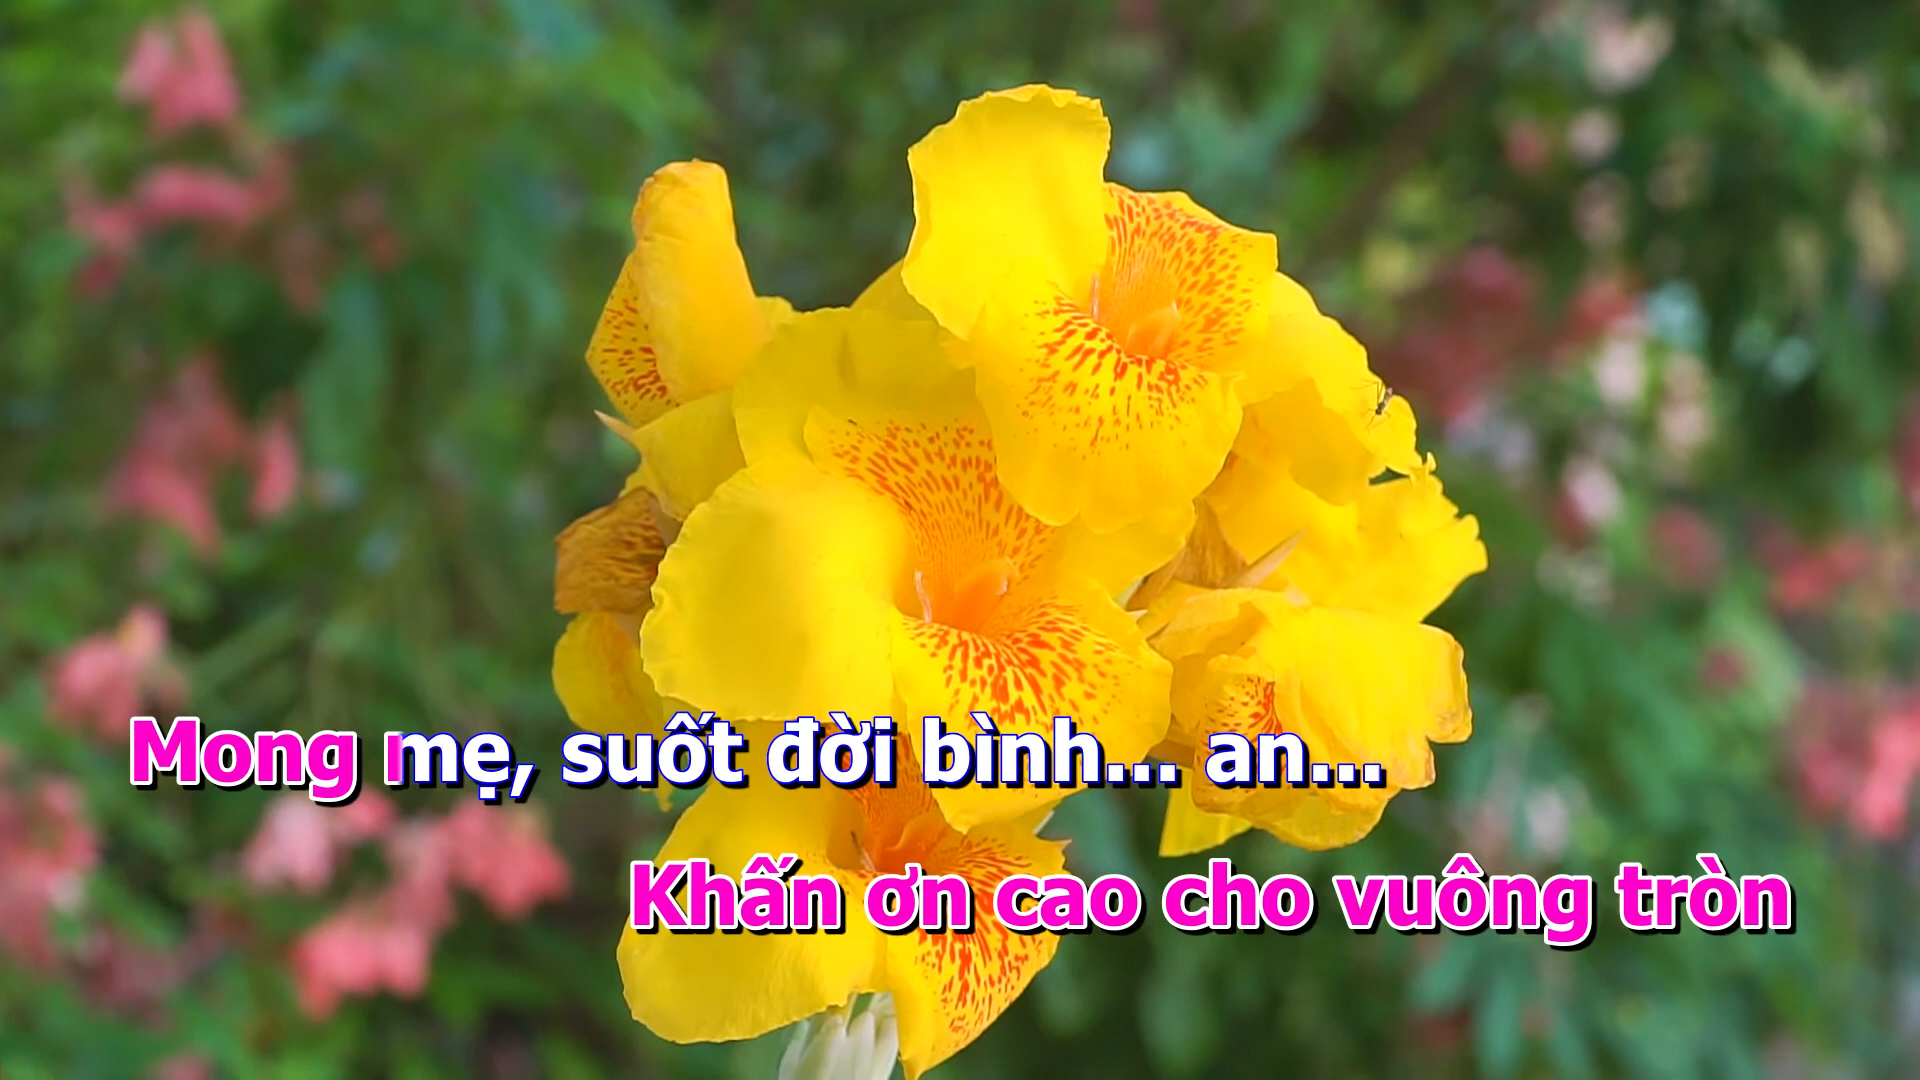 Mong mẹ, suốt đời bình... an...
Khấn ơn cao cho vuông tròn